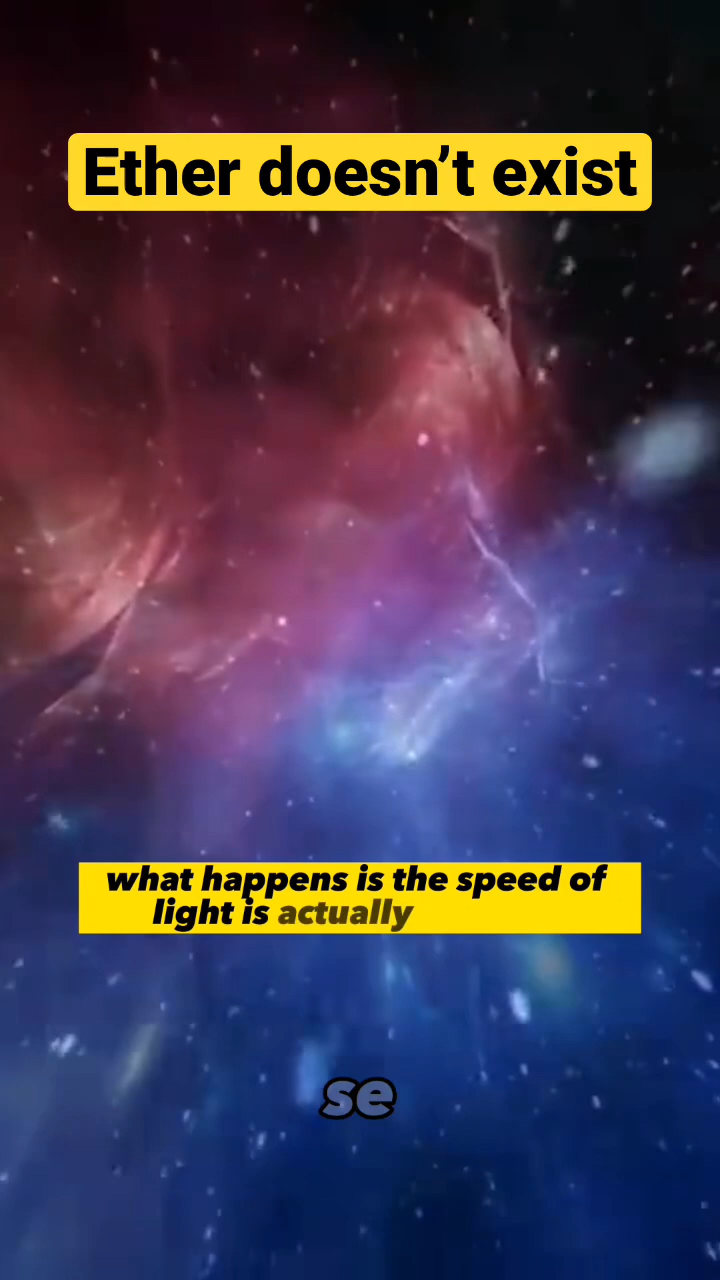 Ether doesn’t exist
what happens is the speed of
light is actually
se